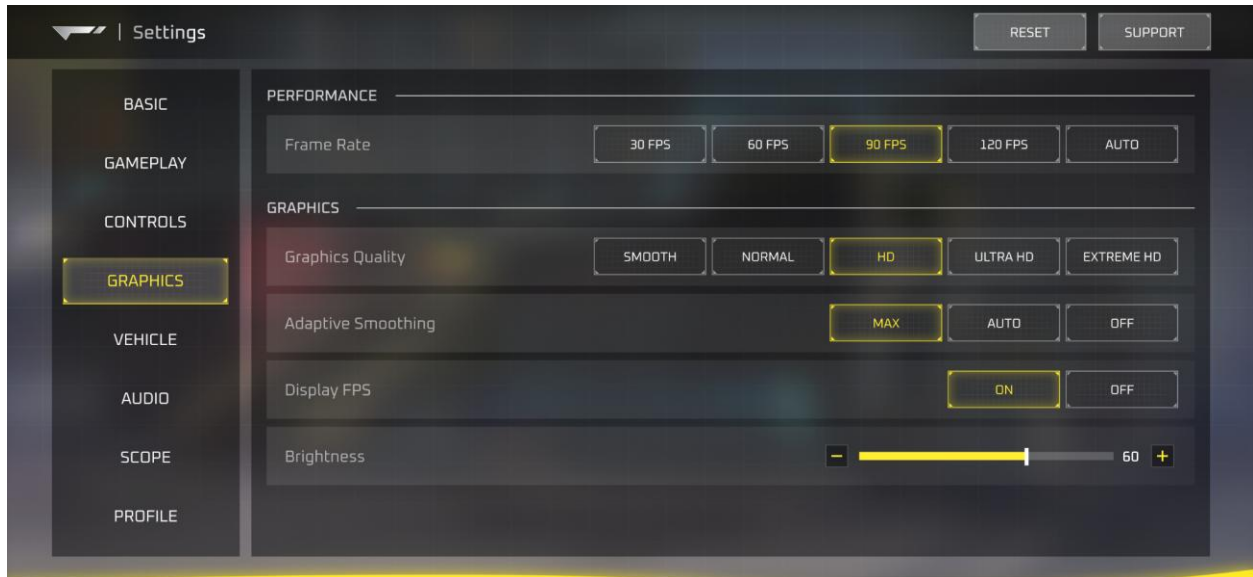 Settings
RESET
SUPPORT
BASIC
GAMEPLAY
CONTROLS
GRAPHICS
VEHICLE
AUDIO
SCOPE
PROFILE
PERFORMANCE
Frame Rate
30 FPS
60 FPS
90 FPS
120 FPS
AUTO
GRAPHICS
Graphics Quality
SMOOTH
NORMAL
HD
ULTRA HD
EXTREME HD
Adaptive Smoothing
MAX
AUTO
OFF
Display FPS
ON
OFF
Brightness
60